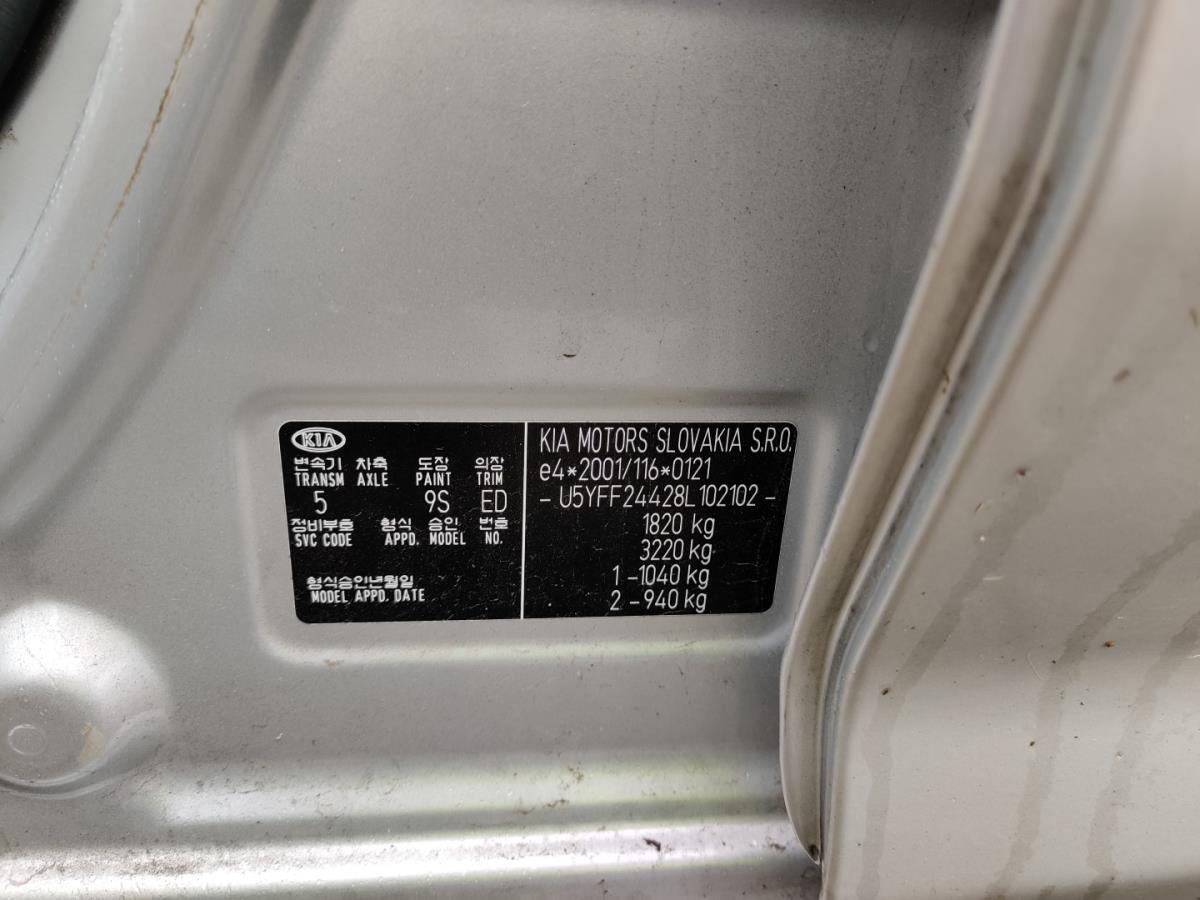 KIA
변속기 차축 도장 의장
TRANSM AXLE PAINT TRIM
5 9S ED
정비부호 형식 승인 번호
SVC CODE APPD. MODEL NO.
형식승인년월일
MODEL APPD. DATE
KIA MOTORS SLOVAKIA S.R.O.
e4*2001/116*0121
- U5YFF24428L102102 -
1820 kg
3220 kg
1 -1040 kg
2 -940 kg